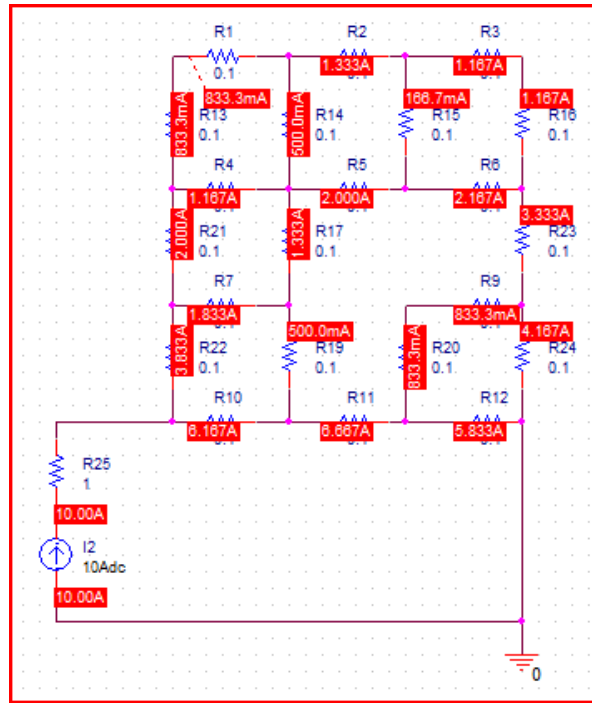 R1 R2 R3
0.1 1.333A 1.167A
833.3mA 833.3mA 166.7mA 1.167A
R13 500.0mA R14 R15 R16
0.1 0.1 0.1 0.1
R4 R5 R6
1.167A 2.000A 2.167A
3.333A
2.000A R21 1.333A R17 R23
0.1 0.1 0.1
R7 R9
1.833A 833.3mA
500.0mA 4.167A
3.833A R22 R19 833.3mA R20 R24
0.1 0.1 0.1 0.1
R10 R11 R12
6.167A 6.667A 5.833A
R25
1
10.00A
I2
10Adc
10.00A
0